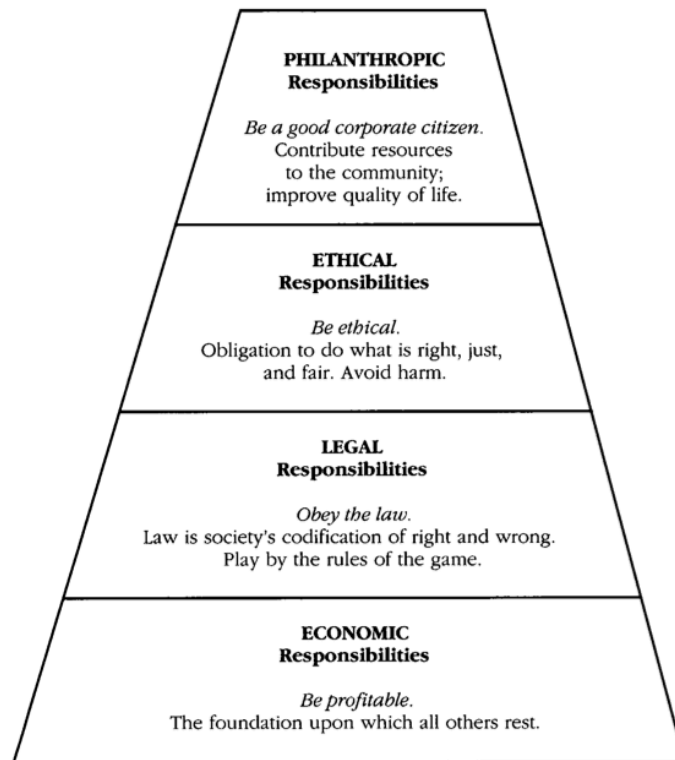 PHILANTHROPIC
Responsibilities
Be a good corporate citizen.
Contribute resources
to the community;
improve quality of life.
ETHICAL
Responsibilities
Be ethical.
Obligation to do what is right, just,
and fair. Avoid harm.
LEGAL
Responsibilities
Obey the law.
Law is society's codification of right and wrong.
Play by the rules of the game.
ECONOMIC
Responsibilities
Be profitable.
The foundation upon which all others rest.